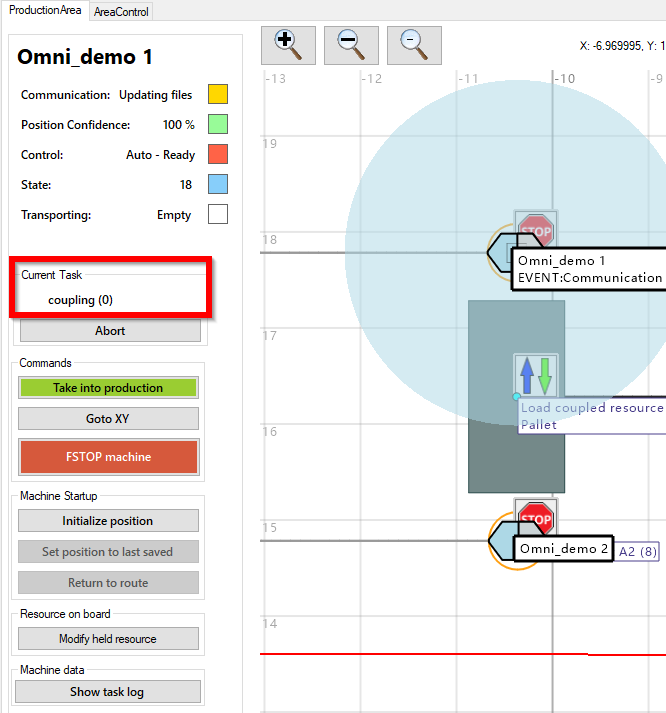 ProductionArea
AreaControl
Omni_demo 1
Communication: Updating files
Position Confidence: 100 %
Control: Auto - Ready
State: 18
Transporting: Empty
Current Task
coupling (0)
Abort
Commands
Take into production
Goto XY
FSTOP machine
Machine Startup
Initialize position
Set position to last saved
Return to route
Resource on board
Modify held resource
Machine data
Show task log
X: -6.969995, Y: 1
-13
-12
-11
-10
-9
19
18
17
16
15
14
STOP
Omni_demo 1
EVENT:Communication
Load coupled resource
Pallet
STOP
Omni_demo 2
A2 (8)